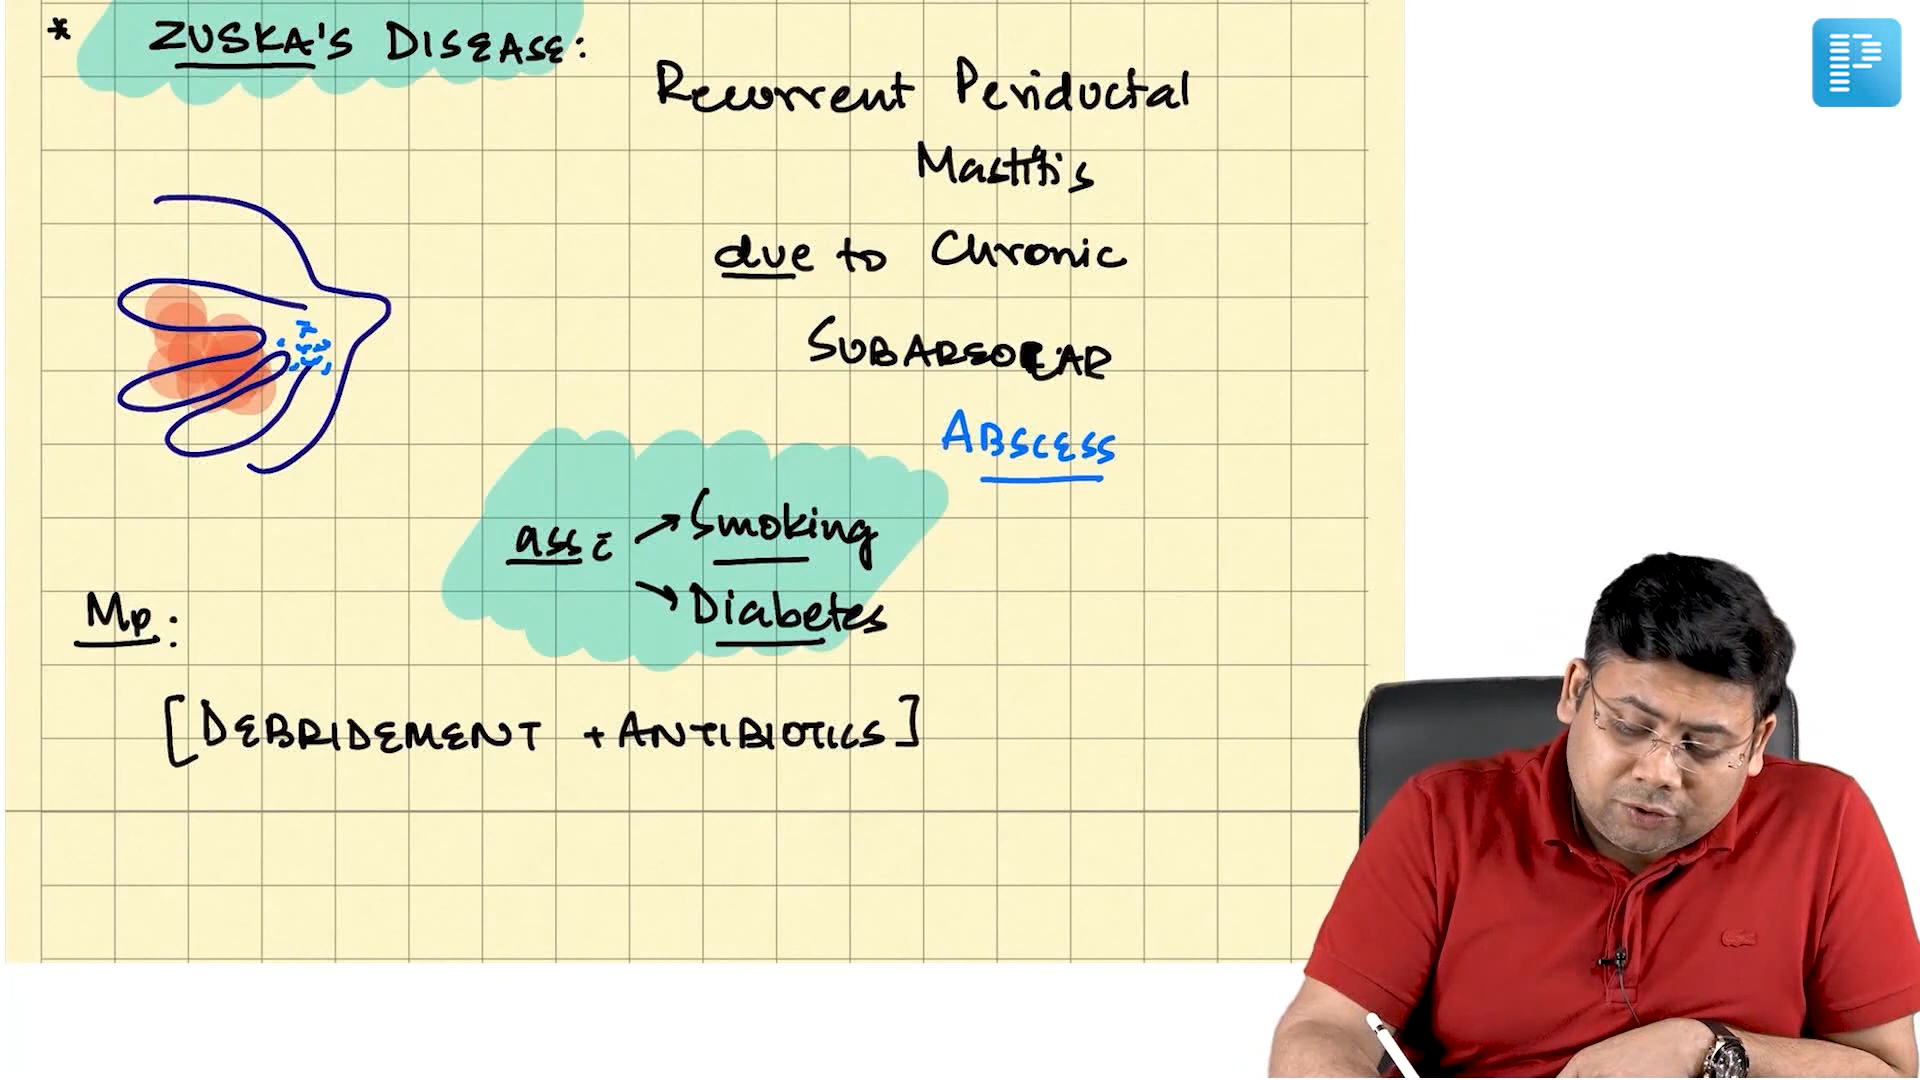 * ZUSKA'S DISEASE:
Recurrent Periductal
Mastitis
due to Chronic
SUBAREOLAR
ABSCESS
ass c̄ → Smoking
→ Diabetes
Mx:
[DEBRIDEMENT + ANTIBIOTICS]